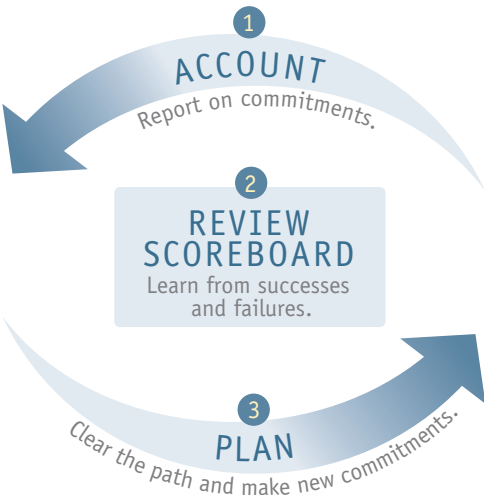 1
ACCOUNT
Report on commitments.
2
REVIEW
SCOREBOARD
Learn from successes
and failures.
3
PLAN
Clear the path and make new commitments.